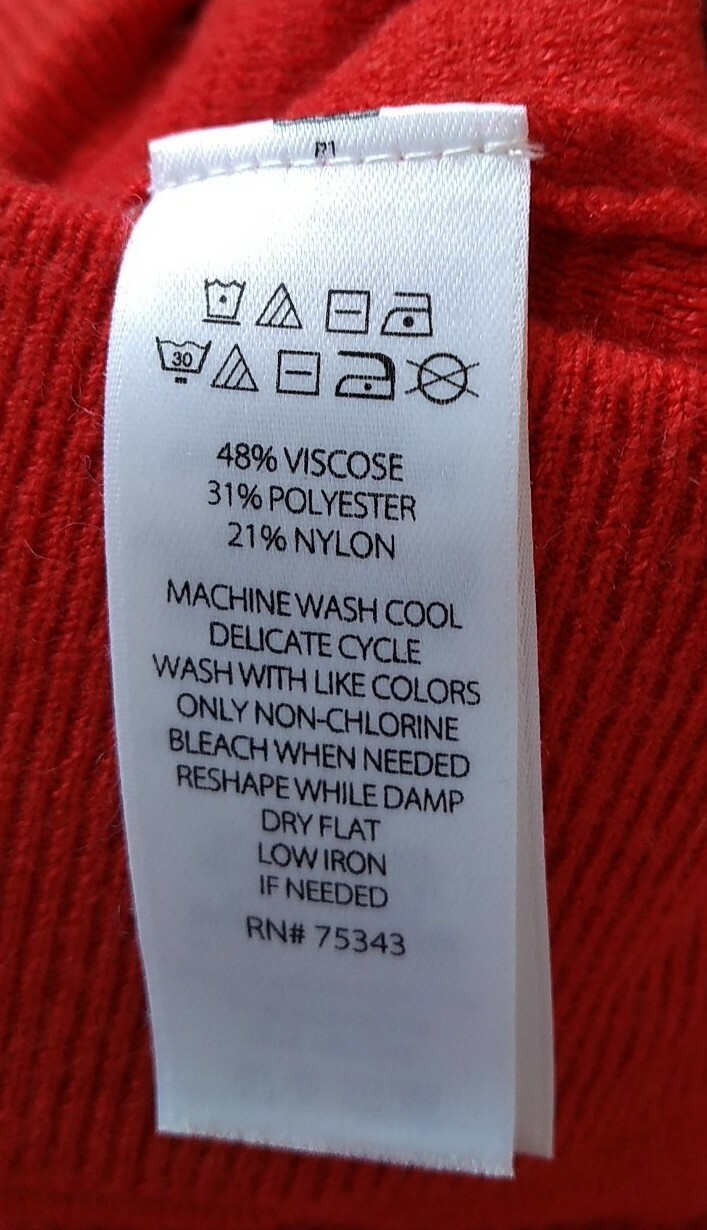 30
48% VISCOSE
31% POLYESTER
21% NYLON
MACHINE WASH COOL
DELICATE CYCLE
WASH WITH LIKE COLORS
ONLY NON-CHLORINE
BLEACH WHEN NEEDED
RESHAPE WHILE DAMP
DRY FLAT
LOW IRON
IF NEEDED
RN# 75343